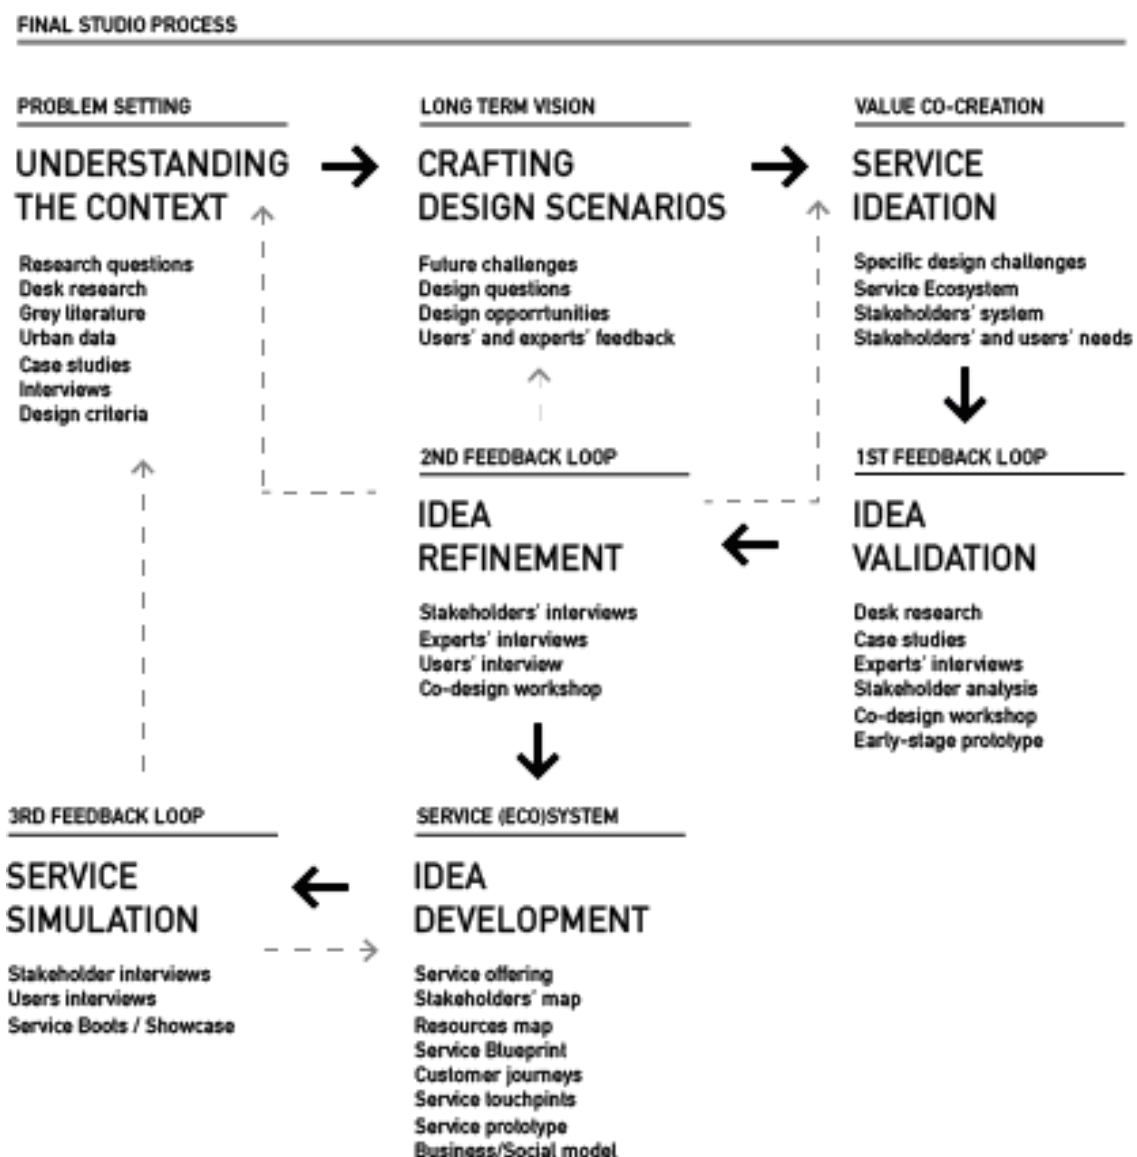 FINAL STUDIO PROCESS
PROBLEM SETTING
UNDERSTANDING
THE CONTEXT
Research questions
Desk research
Grey literature
Urban data
Case studies
Interviews
Design criteria
LONG TERM VISION
CRAFTING
DESIGN SCENARIOS
Future challenges
Design questions
Design opporrtunities
Users' and experts' feedback
VALUE CO-CREATION
SERVICE
IDEATION
Specific design challenges
Service Ecosystem
Stakeholders' system
Stakeholders' and users' needs
1ST FEEDBACK LOOP
IDEA
VALIDATION
Desk research
Case studies
Experts' interviews
Stakeholder analysis
Co-design workshop
Early-stage prototype
2ND FEEDBACK LOOP
IDEA
REFINEMENT
Stakeholders' interviews
Experts' interviews
Users' interview
Co-design workshop
SERVICE (ECO)SYSTEM
IDEA
DEVELOPMENT
Service offering
Stakeholders' map
Resources map
Service Blueprint
Customer journeys
Service touchpints
Service prototype
Business/Social model
3RD FEEDBACK LOOP
SERVICE
SIMULATION
Stakeholder interviews
Users interviews
Service Boots / Showcase